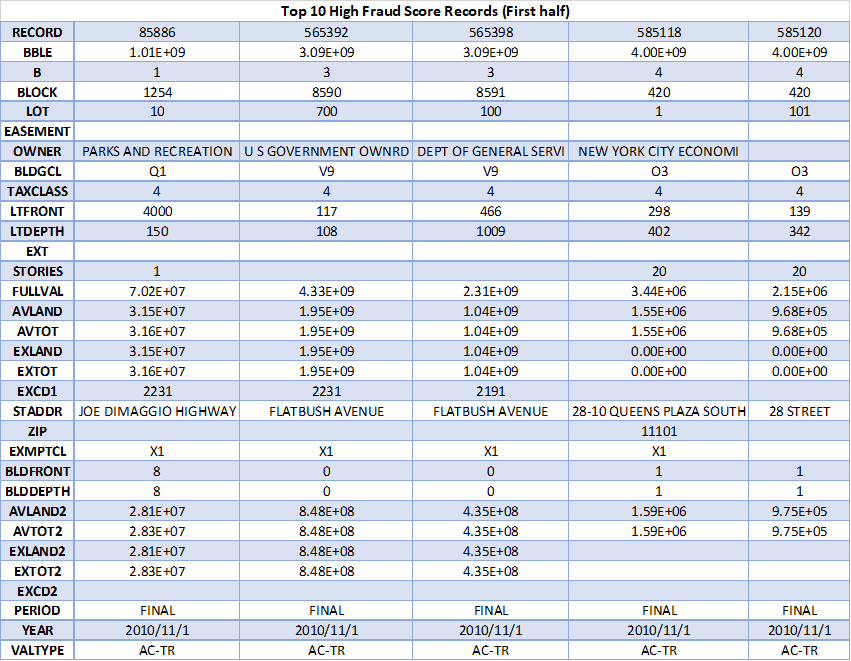 Top 10 High Fraud Score Records (First half)
RECORD 85886 565392 565398 585118 585120
BBLE 1.01E+09 3.09E+09 3.09E+09 4.00E+09 4.00E+09
B 1 3 3 4 4
BLOCK 1254 8590 8591 420 420
LOT 10 700 100 1 101
EASEMENT
OWNER PARKS AND RECREATION U S GOVERNMENT OWNRD DEPT OF GENERAL SERVI NEW YORK CITY ECONOMI
BLDGCL Q1 V9 V9 O3 O3
TAXCLASS 4 4 4 4 4
LTFRONT 4000 117 466 298 139
LTDEPTH 150 108 1009 402 342
EXT
STORIES 1 20 20
FULLVAL 7.02E+07 4.33E+09 2.31E+09 3.44E+06 2.15E+06
AVLAND 3.15E+07 1.95E+09 1.04E+09 1.55E+06 9.68E+05
AVTOT 3.16E+07 1.95E+09 1.04E+09 1.55E+06 9.68E+05
EXLAND 3.15E+07 1.95E+09 1.04E+09 0.00E+00 0.00E+00
EXTOT 3.16E+07 1.95E+09 1.04E+09 0.00E+00 0.00E+00
EXCD1 2231 2231 2191
STADDR JOE DIMAGGIO HIGHWAY FLATBUSH AVENUE FLATBUSH AVENUE 28-10 QUEENS PLAZA SOUTH 28 STREET
ZIP 11101
EXMPTCL X1 X1 X1 X1
BLDFRONT 8 0 0 1 1
BLDDEPTH 8 0 0 1 1
AVLAND2 2.81E+07 8.48E+08 4.35E+08 1.59E+06 9.75E+05
AVTOT2 2.83E+07 8.48E+08 4.35E+08 1.59E+06 9.75E+05
EXLAND2 2.81E+07 8.48E+08 4.35E+08
EXTOT2 2.83E+07 8.48E+08 4.35E+08
EXCD2
PERIOD FINAL FINAL FINAL FINAL FINAL
YEAR 2010/11/1 2010/11/1 2010/11/1 2010/11/1 2010/11/1
VALTYPE AC-TR AC-TR AC-TR AC-TR AC-TR